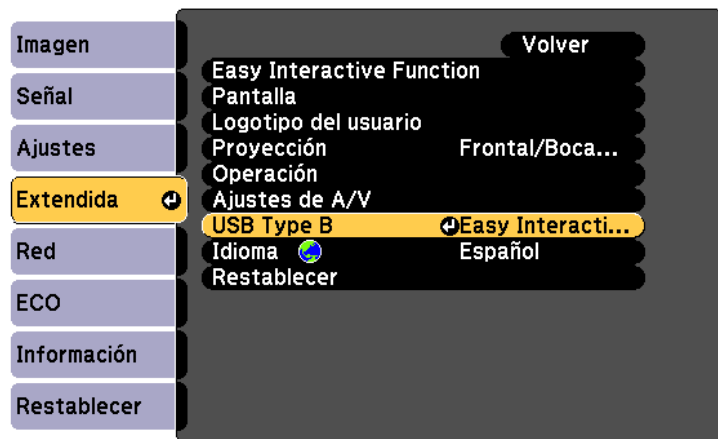 Imagen
Señal
Ajustes
Extendida
Red
ECO
Información
Restablecer
Volver
Easy Interactive Function
Pantalla
Logotipo del usuario
Proyección Frontal/Boca...
Operación
Ajustes de A/V
USB Type B Easy Interacti...
Idioma Español
Restablecer